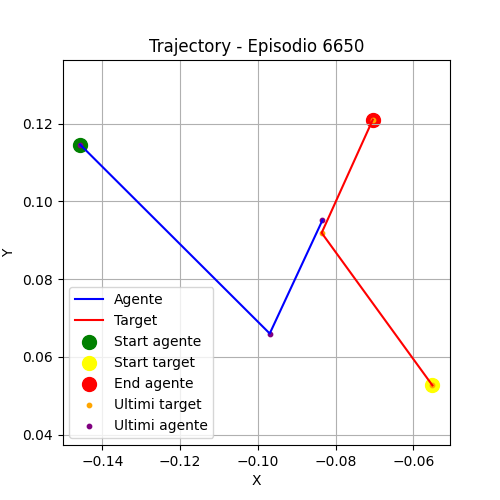 Trajectory - Episodio 6650
Y
0.12
0.10
0.08
0.06
0.04
Agente
Target
Start agente
Start target
End agente
Ultimi target
Ultimi agente
−0.14 −0.12 −0.10 −0.08 −0.06
X